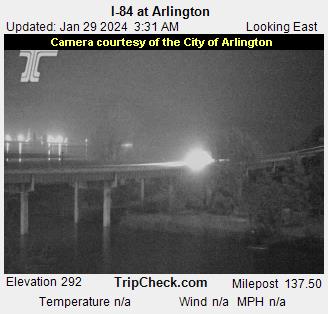 I-84 at Arlington
Updated: Jan 29 2024 3:31 AM Looking East
Camera courtesy of the City of Arlington
Elevation 292 TripCheck.com Milepost 137.50
Temperature n/a Wind n/a MPH n/a